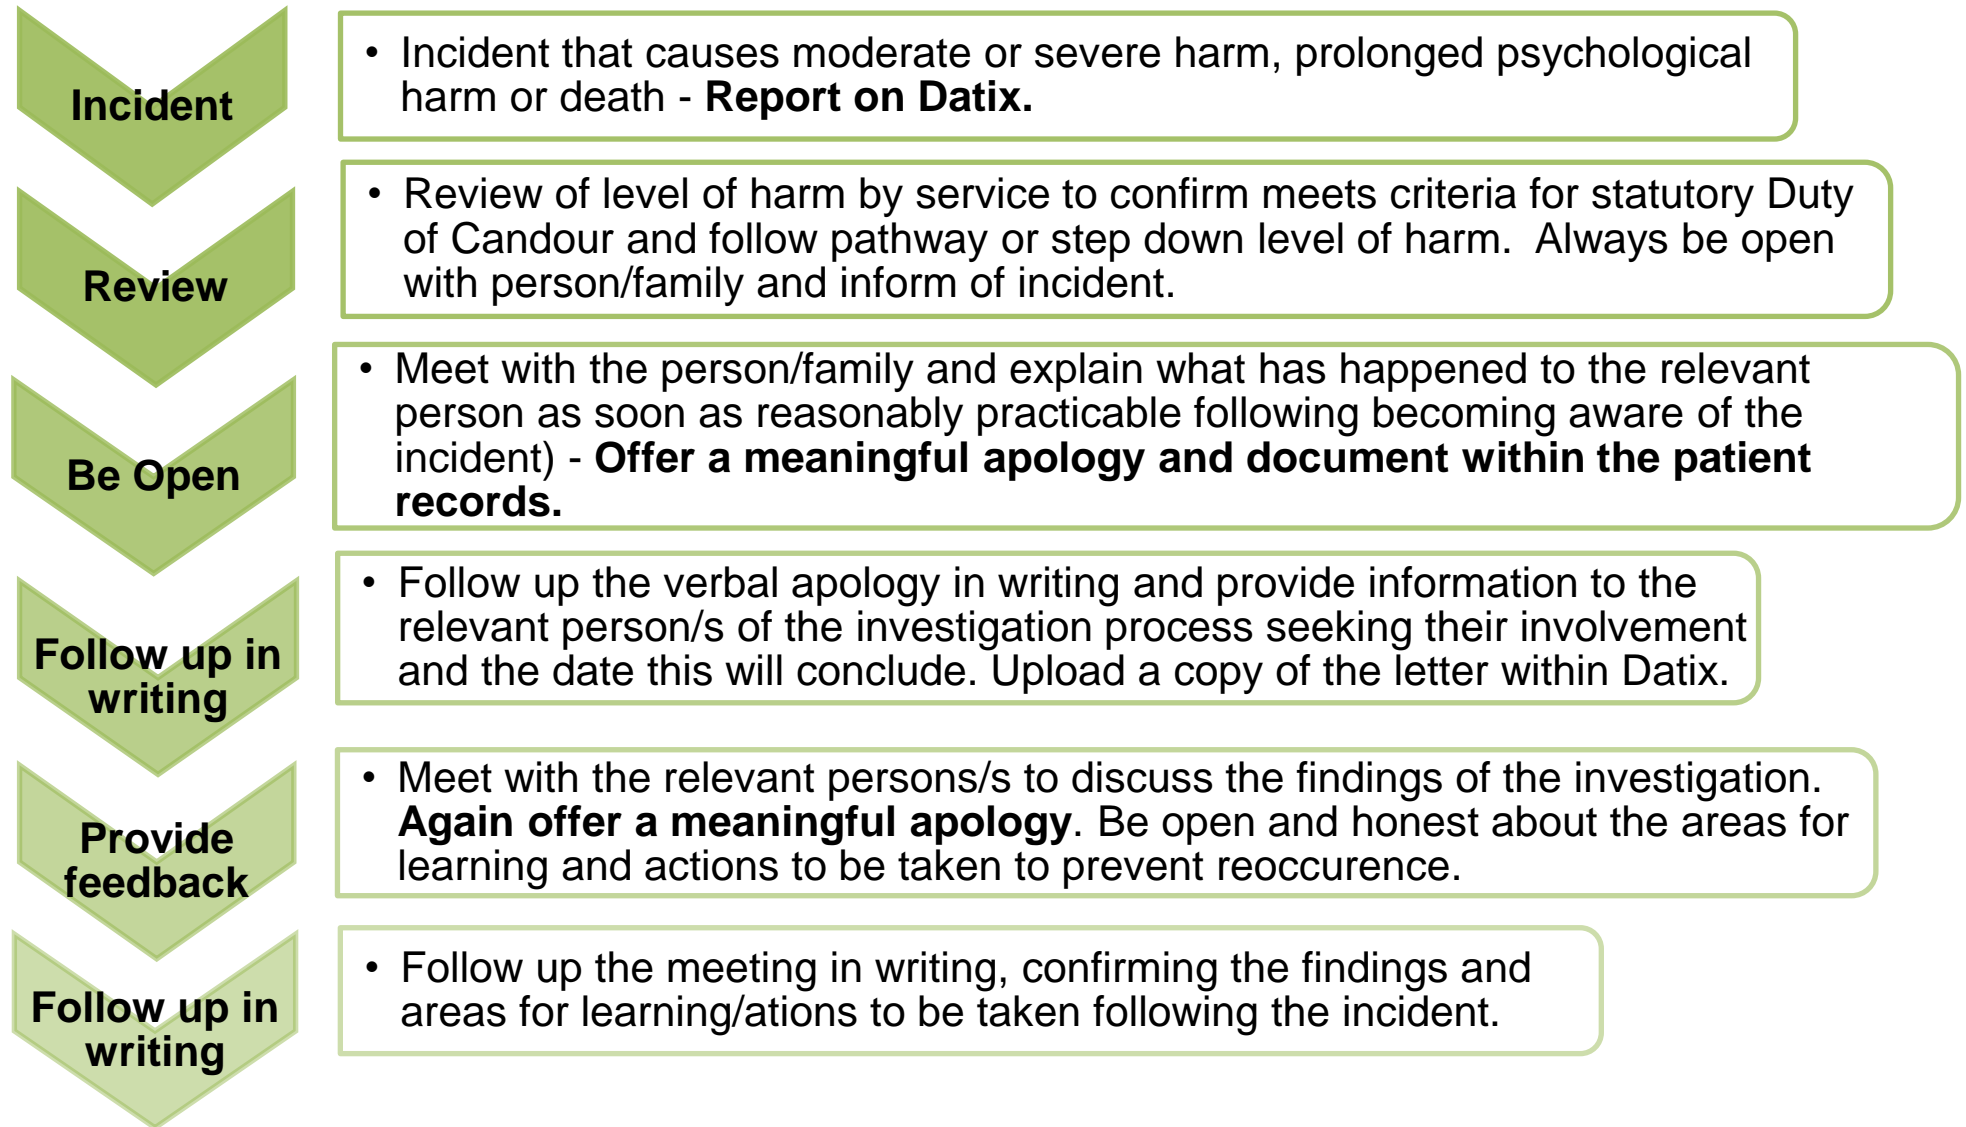 Incident
• Incident that causes moderate or severe harm, prolonged psychological
harm or death - Report on Datix.
Review
• Review of level of harm by service to confirm meets criteria for statutory Duty
of Candour and follow pathway or step down level of harm.  Always be open
with person/family and inform of incident.
Be Open
• Meet with the person/family and explain what has happened to the relevant
person as soon as reasonably practicable following becoming aware of the
incident) - Offer a meaningful apology and document within the patient
records.
Follow up in
writing
• Follow up the verbal apology in writing and provide information to the
relevant person/s of the investigation process seeking their involvement
and the date this will conclude. Upload a copy of the letter within Datix.
Provide
feedback
• Meet with the relevant persons/s to discuss the findings of the investigation.
Again offer a meaningful apology. Be open and honest about the areas for
learning and actions to be taken to prevent reoccurence.
Follow up in
writing
• Follow up the meeting in writing, confirming the findings and
areas for learning/ations to be taken following the incident.